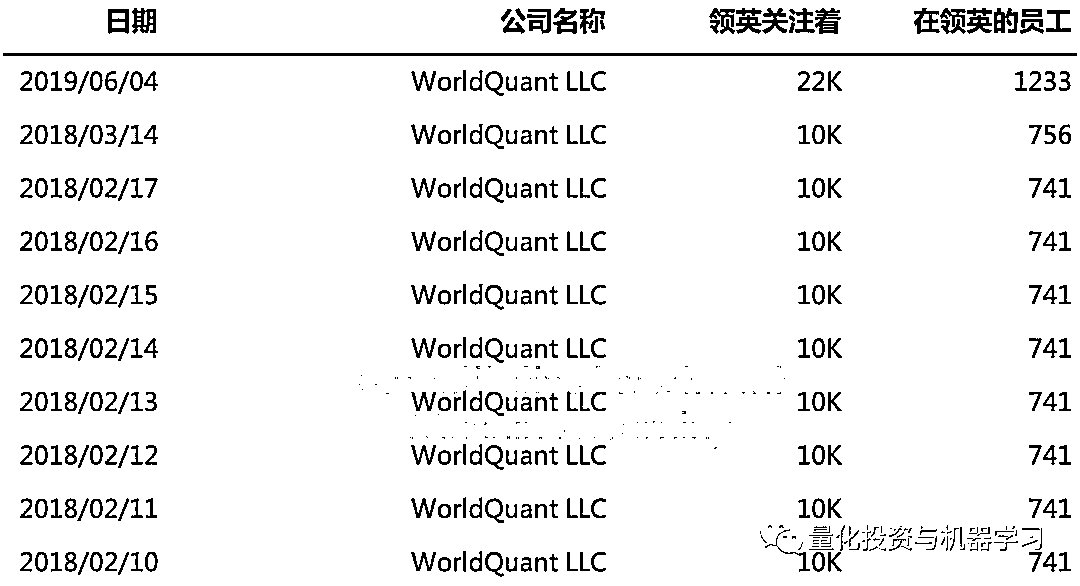 日期 公司名称 领英关注着 在领英的员工
2019/06/04 WorldQuant LLC 22K 1233
2018/03/14 WorldQuant LLC 10K 756
2018/02/17 WorldQuant LLC 10K 741
2018/02/16 WorldQuant LLC 10K 741
2018/02/15 WorldQuant LLC 10K 741
2018/02/14 WorldQuant LLC 10K 741
2018/02/13 WorldQuant LLC 10K 741
2018/02/12 WorldQuant LLC 10K 741
2018/02/11 WorldQuant LLC 10K 741
量化投资与机器学习
2018/02/10 WorldQuant LLC 10K 741